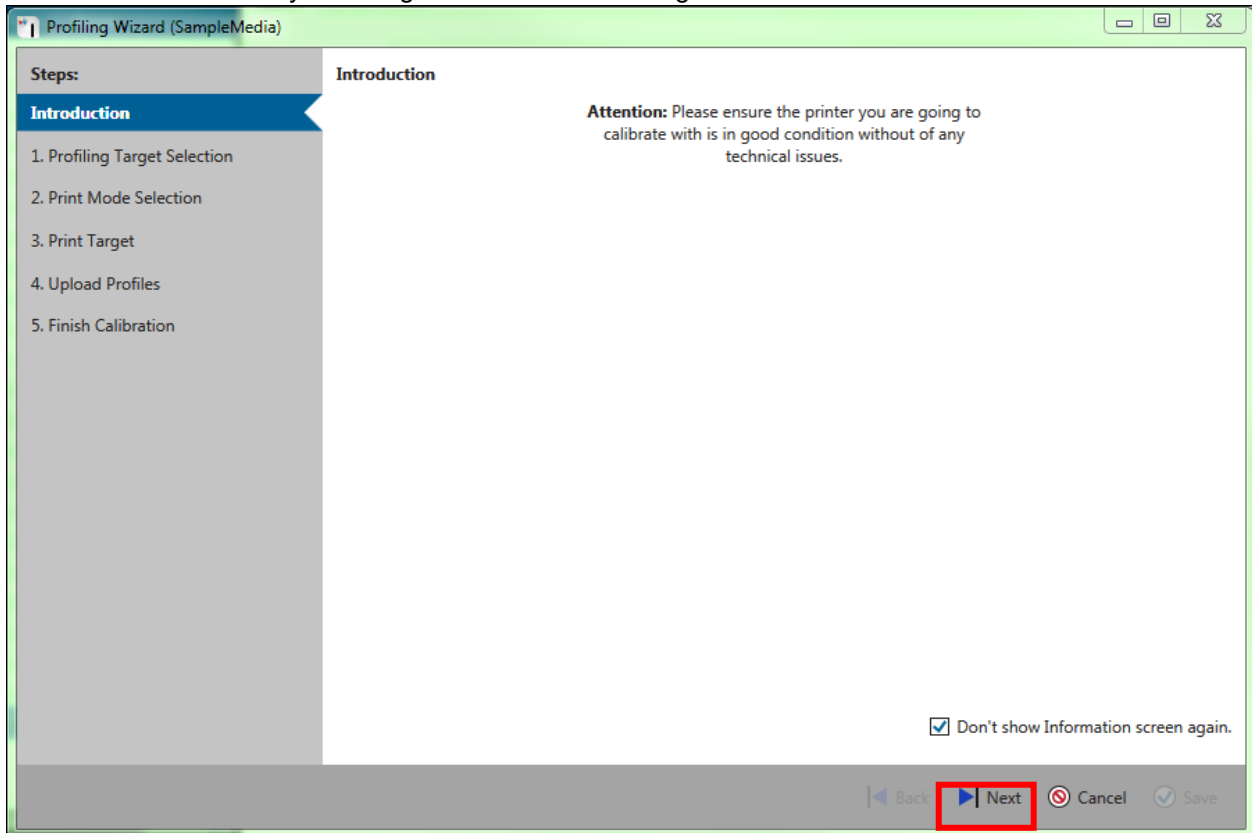 Profiling Wizard (SampleMedia)
Steps:
Introduction
1. Profiling Target Selection
2. Print Mode Selection
3. Print Target
4. Upload Profiles
5. Finish Calibration
Introduction
Attention: Please ensure the printer you are going to
calibrate with is in good condition without of any
technical issues.
Don't show Information screen again.
Back Next Cancel Save